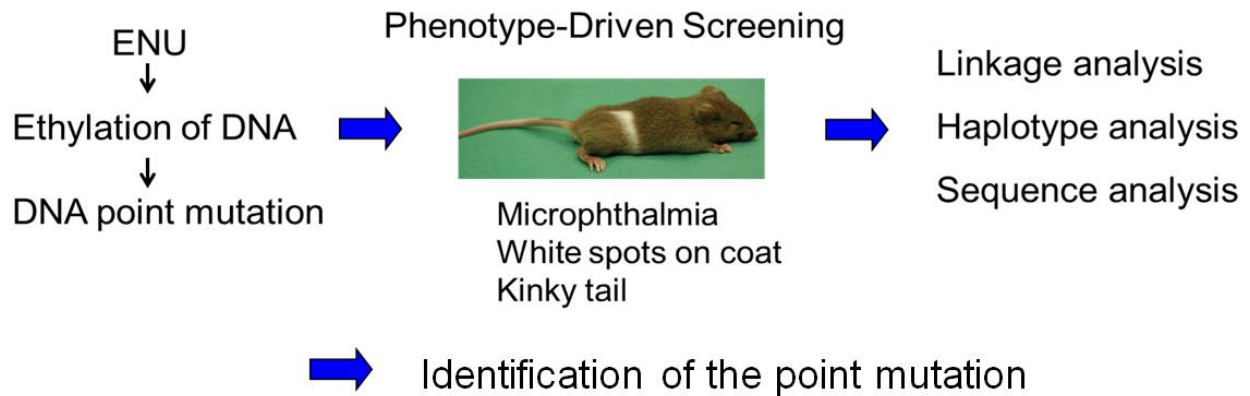 ENU
Ethylation of DNA
DNA point mutation
Phenotype-Driven Screening
Microphthalmia
White spots on coat
Kinky tail
Linkage analysis
Haplotype analysis
Sequence analysis
Identification of the point mutation